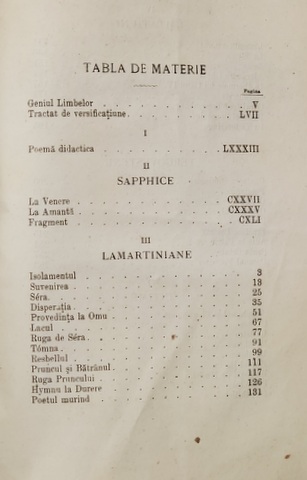 TABLA DE MATERIE
Pagina
Geniul Limbelor . . . . . . . . . . . V
Tractat de versificațiune. . . . . . . . . LVII
I
Poemă didactica . . . . . . . . . . LXXXIII
II
SAPPHICE
La Venere . . . . . . . . . . . CXXVII
La Amantă . . . . . . . . . . . CXXXV
Fragment . . . . . . . . . . . CXLI
III
LAMARTINIANE
Isolamentul . . . . . . . . . . . 3
Suvenirea . . . . . . . . . . . 13
Séra. . . . . . . . . . . . 25
Disperația . . . . . . . . . . . 35
Provedința la Omu . . . . . . . . . 51
Lacul . . . . . . . . . . . 67
Ruga de Séra. . . . . . . . . . 77
Tómna. . . . . . . . . . . 91
Resbellul . . . . . . . . . . . 99
Pruncul și Bătrânul. . . . . . . . . 111
Ruga Pruncului . . . . . . . . . . 117
Hymnu la Durere . . . . . . . . . . 126
Poetul murind . . . . . . . . . . 131